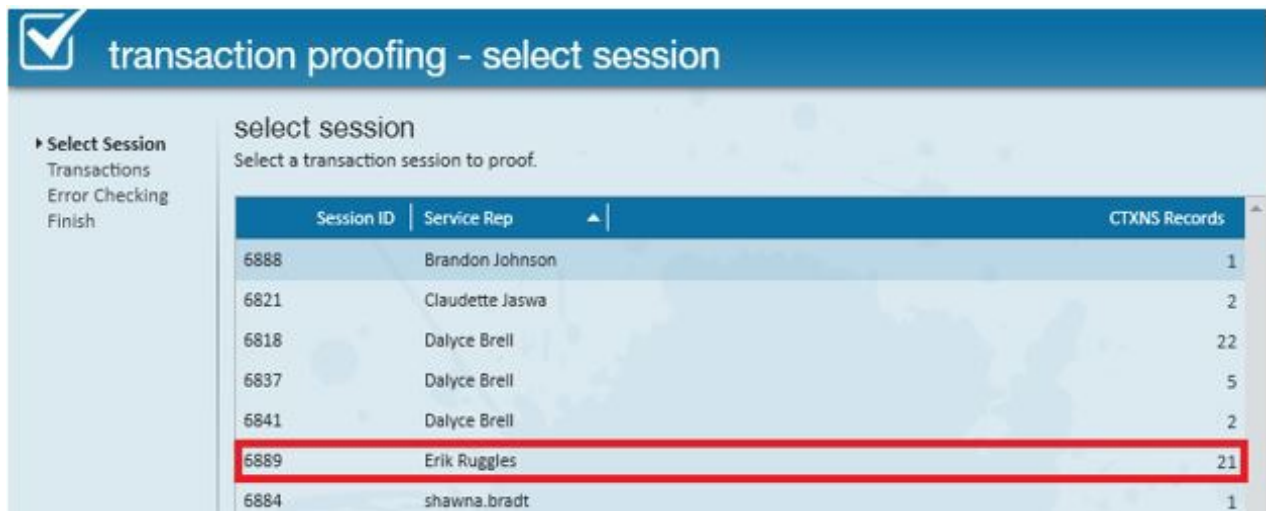 transaction proofing - select session
Select Session
Transactions
Error Checking
Finish
select session
Select a transaction session to proof.
Session ID Service Rep CTXNS Records
6888 Brandon Johnson 1
6821 Claudette Jaswa 2
6818 Dalyce Brell 22
6837 Dalyce Brell 5
6841 Dalyce Brell 2
6889 Erik Ruggles 21
6884 shawna.bradt 1